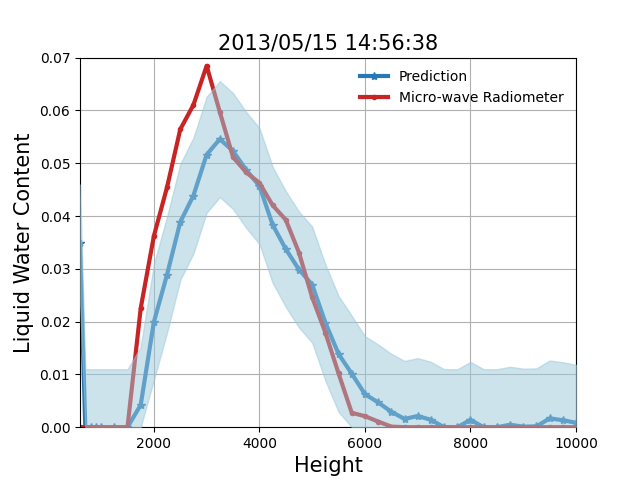 2013/05/15 14:56:38
Prediction
Micro-wave Radiometer
Liquid Water Content
0.07
0.06
0.05
0.04
0.03
0.02
0.01
0.00
2000 4000 6000 8000 10000
Height